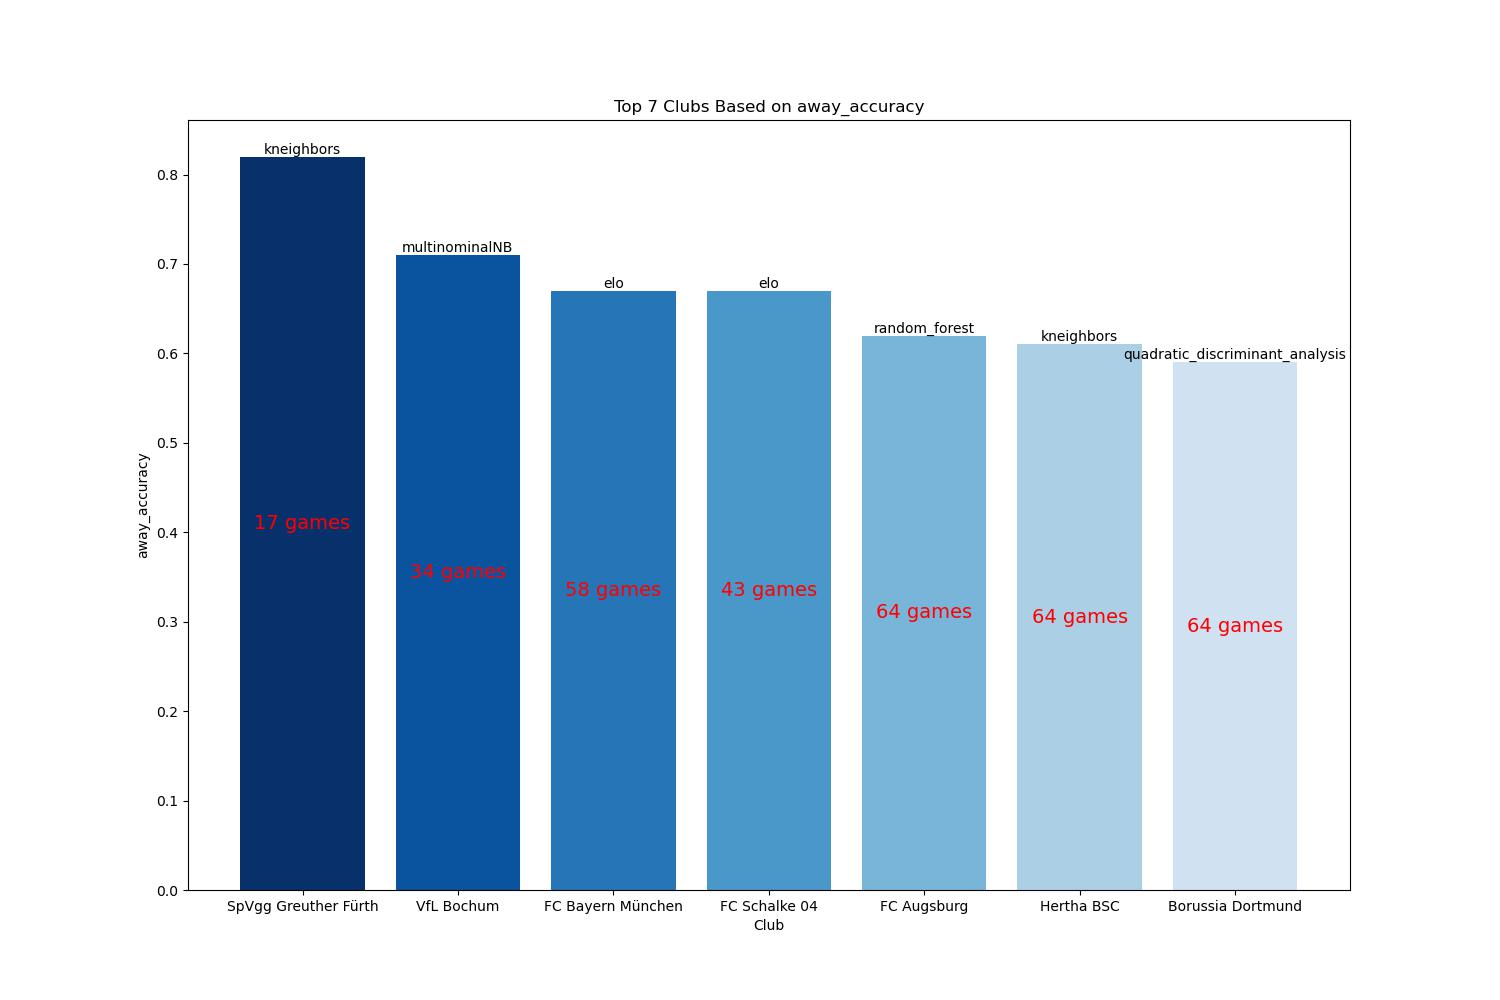 Top 7 Clubs Based on away_accuracy
kneighbors
multinominalNB
elo
elo
random_forest
kneighbors
quadratic_discriminant_analysis
0.8
0.7
0.6
0.5
0.4
0.3
0.2
0.1
0.0
away_accuracy
17 games
34 games
58 games
43 games
64 games
64 games
64 games
SpVgg Greuther Fürth
VfL Bochum
FC Bayern München
FC Schalke 04
FC Augsburg
Hertha BSC
Borussia Dortmund
Club